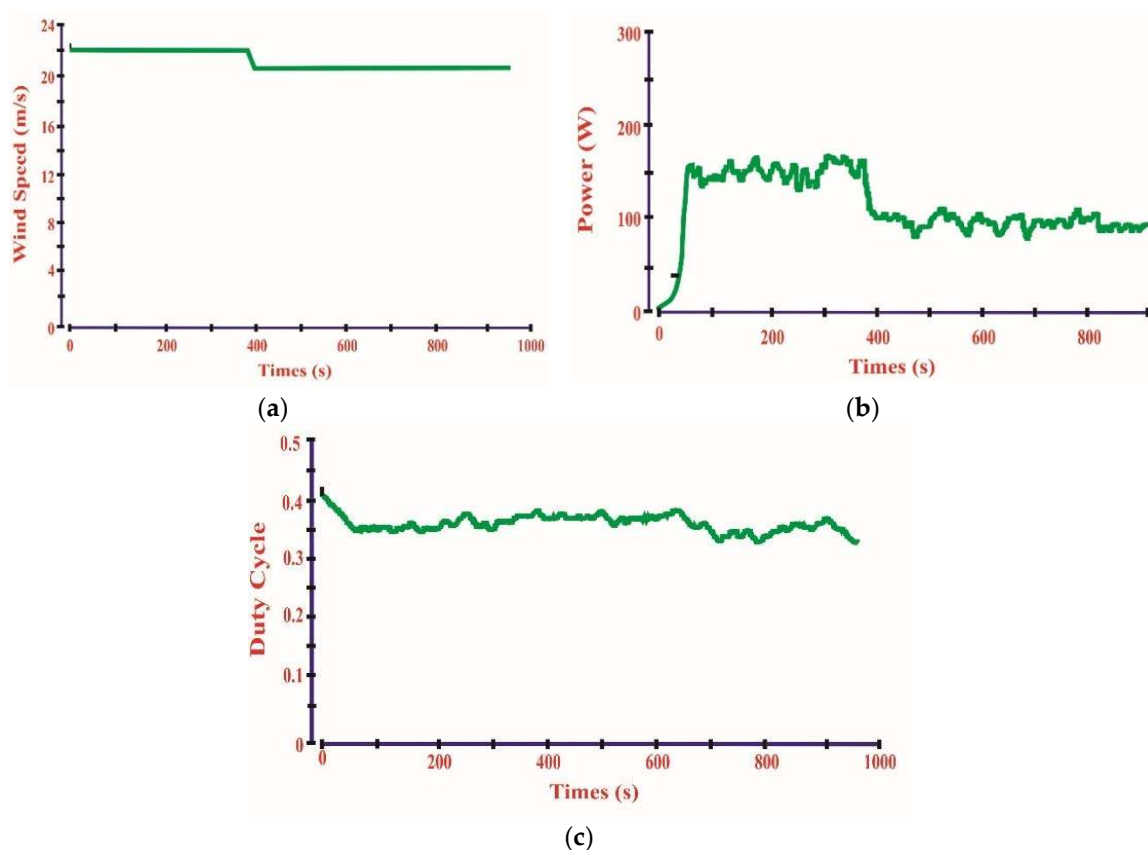 24
20
16
12
8
4
0
Wind Speed (m/s)
0 200 400 600 800 1000
Times (s)
(a)
300
200
100
0
Power (W)
0 200 400 600 800
Times (s)
(b)
0.5
0.4
0.3
0.2
0.1
0
Duty Cycle
0 200 400 600 800 1000
Times (s)
(c)